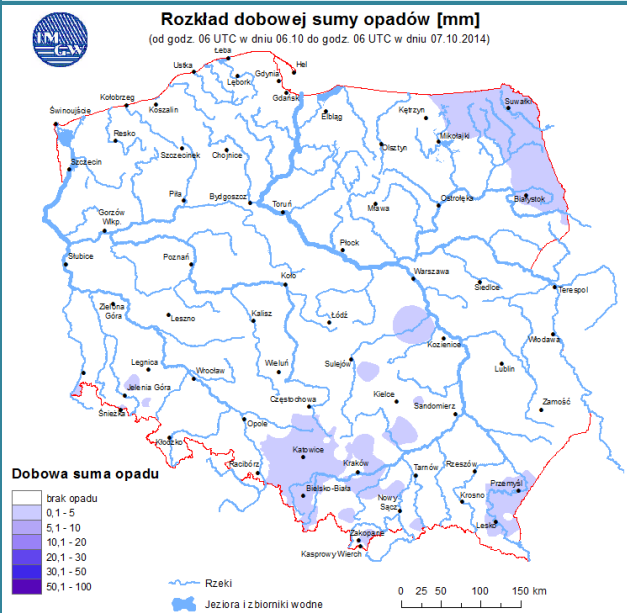 Rozkład dobowej sumy opadów [mm]
(od godz. 06 UTC w dniu 06.10 do godz. 06 UTC w dniu 07.10.2014)
IM
GW
Łeba
Ustka
Hel
Lębork
Gdynia
Gdańsk
Kołobrzeg
Koszalin
Świnoujście
Elbląg
Kętrzyn
Suwałki
Resko
Mikołajki
Olsztyn
Szczecinek
Chojnice
Szczecin
Piła
Bydgoszcz
Toruń
Mława
Ostrołęka
Białystok
Gorzów
Wlkp.
Płock
Słubice
Poznań
Koło
Warszawa
Siedlce
Terespol
Zielona
Góra
Leszno
Kalisz
Łódź
Kozienice
Włodawa
Legnica
Wrocław
Wieluń
Sulejów
Lublin
Jelenia Góra
Śnieżka
Częstochowa
Kielce
Sandomierz
Zamość
Opole
Kłodzko
Katowice
Racibórz
Kraków
Tarnów
Rzeszów
Bielsko-Biała
Nowy
Sącz
Krosno
Przemyśl
Lesko
Zakopane
Kasprowy Wierch
Dobowa suma opadu
brak opadu
0,1 - 5
5,1 - 10
10,1 - 20
20,1 - 30
30,1 - 50
50,1 - 100
Rzeki
Jeziora i zbiorniki wodne
0 25 50 100 150 km